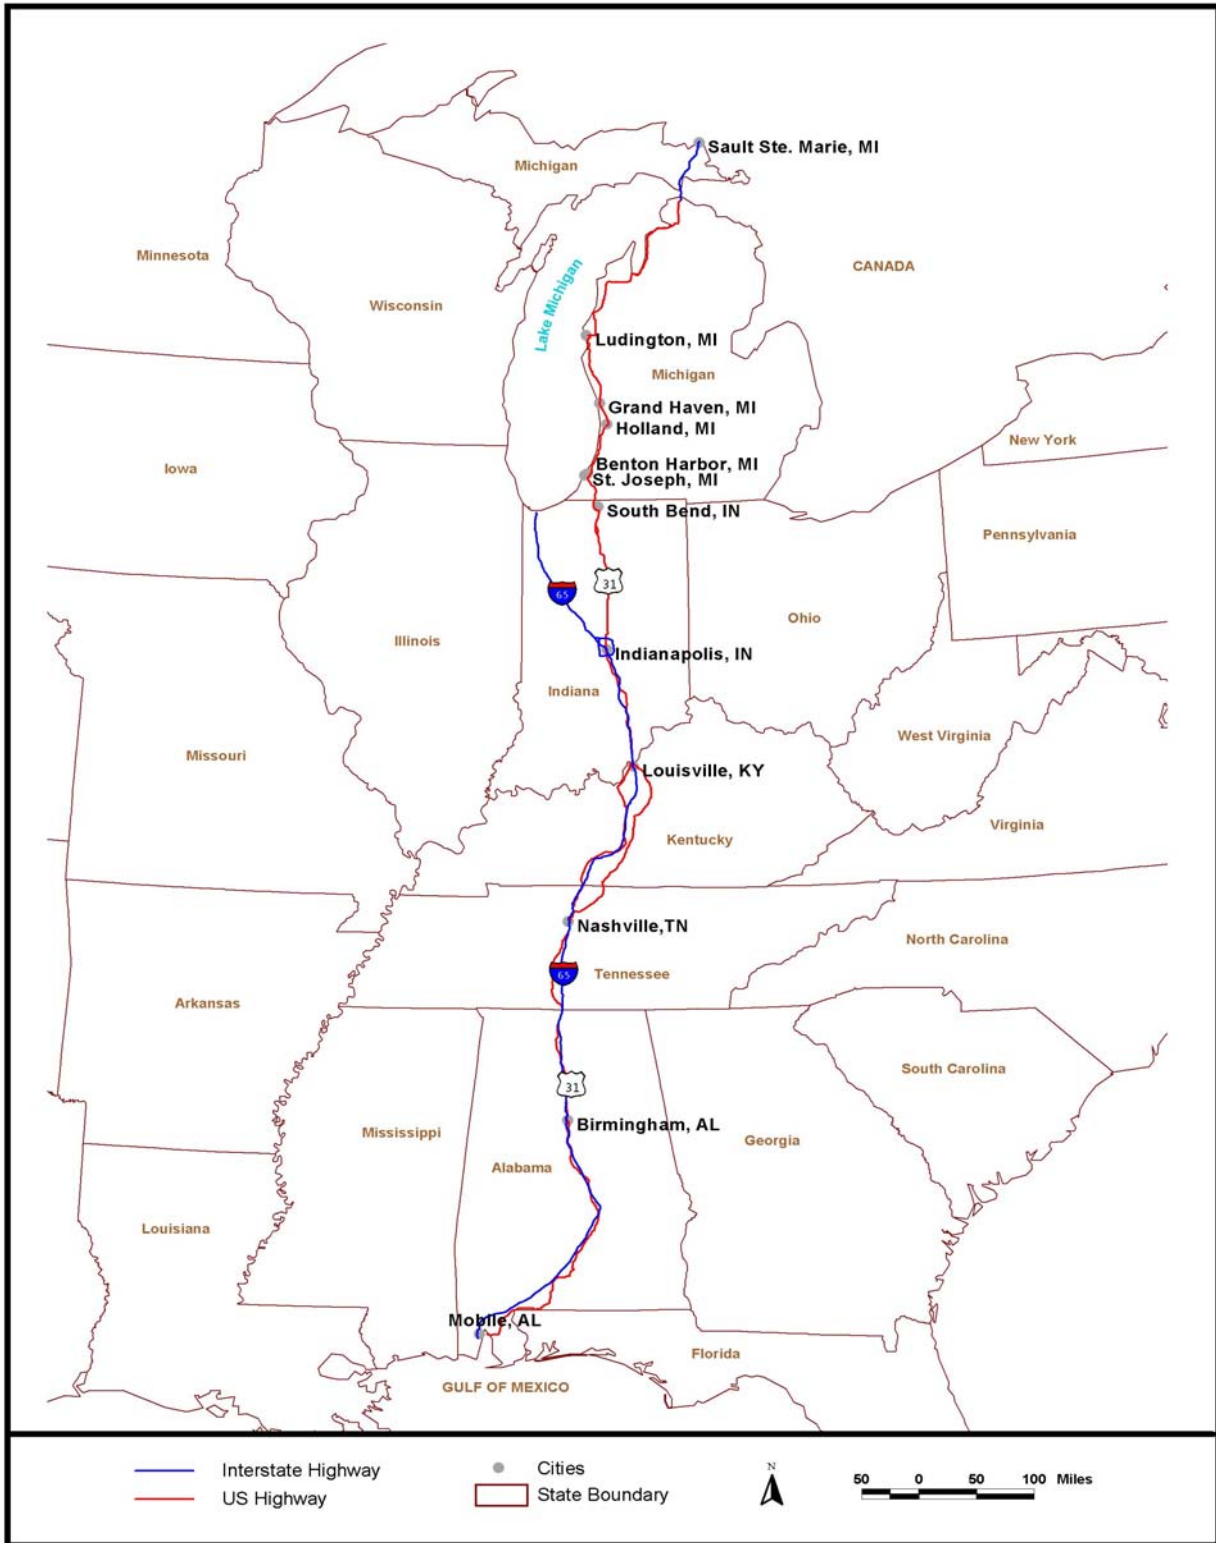 Sault Ste. Marie, MI
Michigan
Minnesota
CANADA
Lake Michigan
Wisconsin
Ludington, MI
Michigan
Grand Haven, MI
Holland, MI
New York
Iowa
Benton Harbor, MI
St. Joseph, MI
South Bend, IN
Pennsylvania
31
65
Ohio
Illinois
Indianapolis, IN
Indiana
West Virginia
Missouri
Louisville, KY
Virginia
Kentucky
Nashville,TN
North Carolina
65
Tennessee
Arkansas
South Carolina
31
Birmingham, AL
Mississippi
Georgia
Alabama
Louisiana
Mobile, AL
Florida
GULF OF MEXICO
Interstate Highway
US Highway
Cities
State Boundary
N
50 0 50 100 Miles